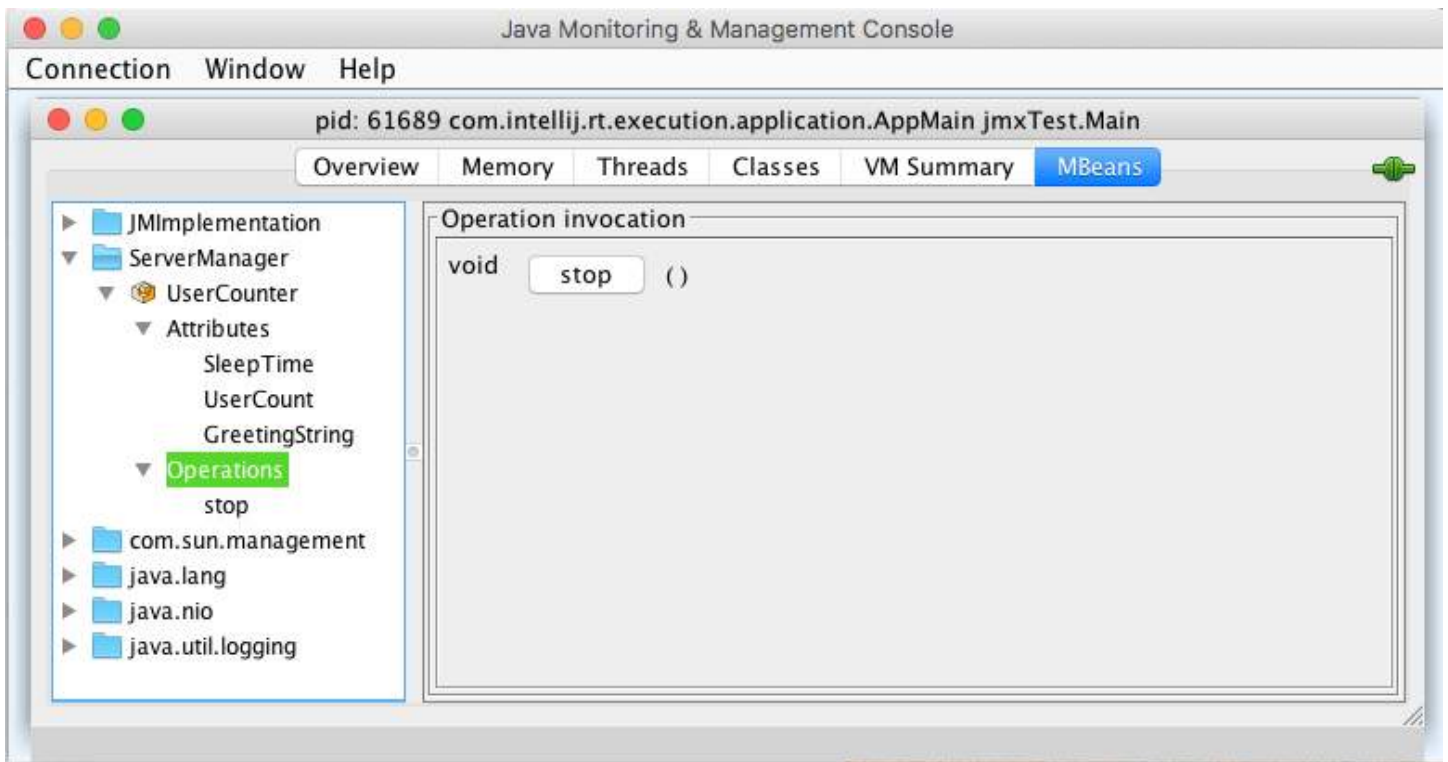 Java Monitoring & Management Console
Connection Window Help
pid: 61689 com.intellij.rt.execution.application.AppMain jmxTest.Main
Overview Memory Threads Classes VM Summary MBeans
JMImplementation
ServerManager
UserCounter
Attributes
SleepTime
UserCount
GreetingString
Operations
stop
com.sun.management
java.lang
java.nio
java.util.logging
Operation invocation
void stop ()